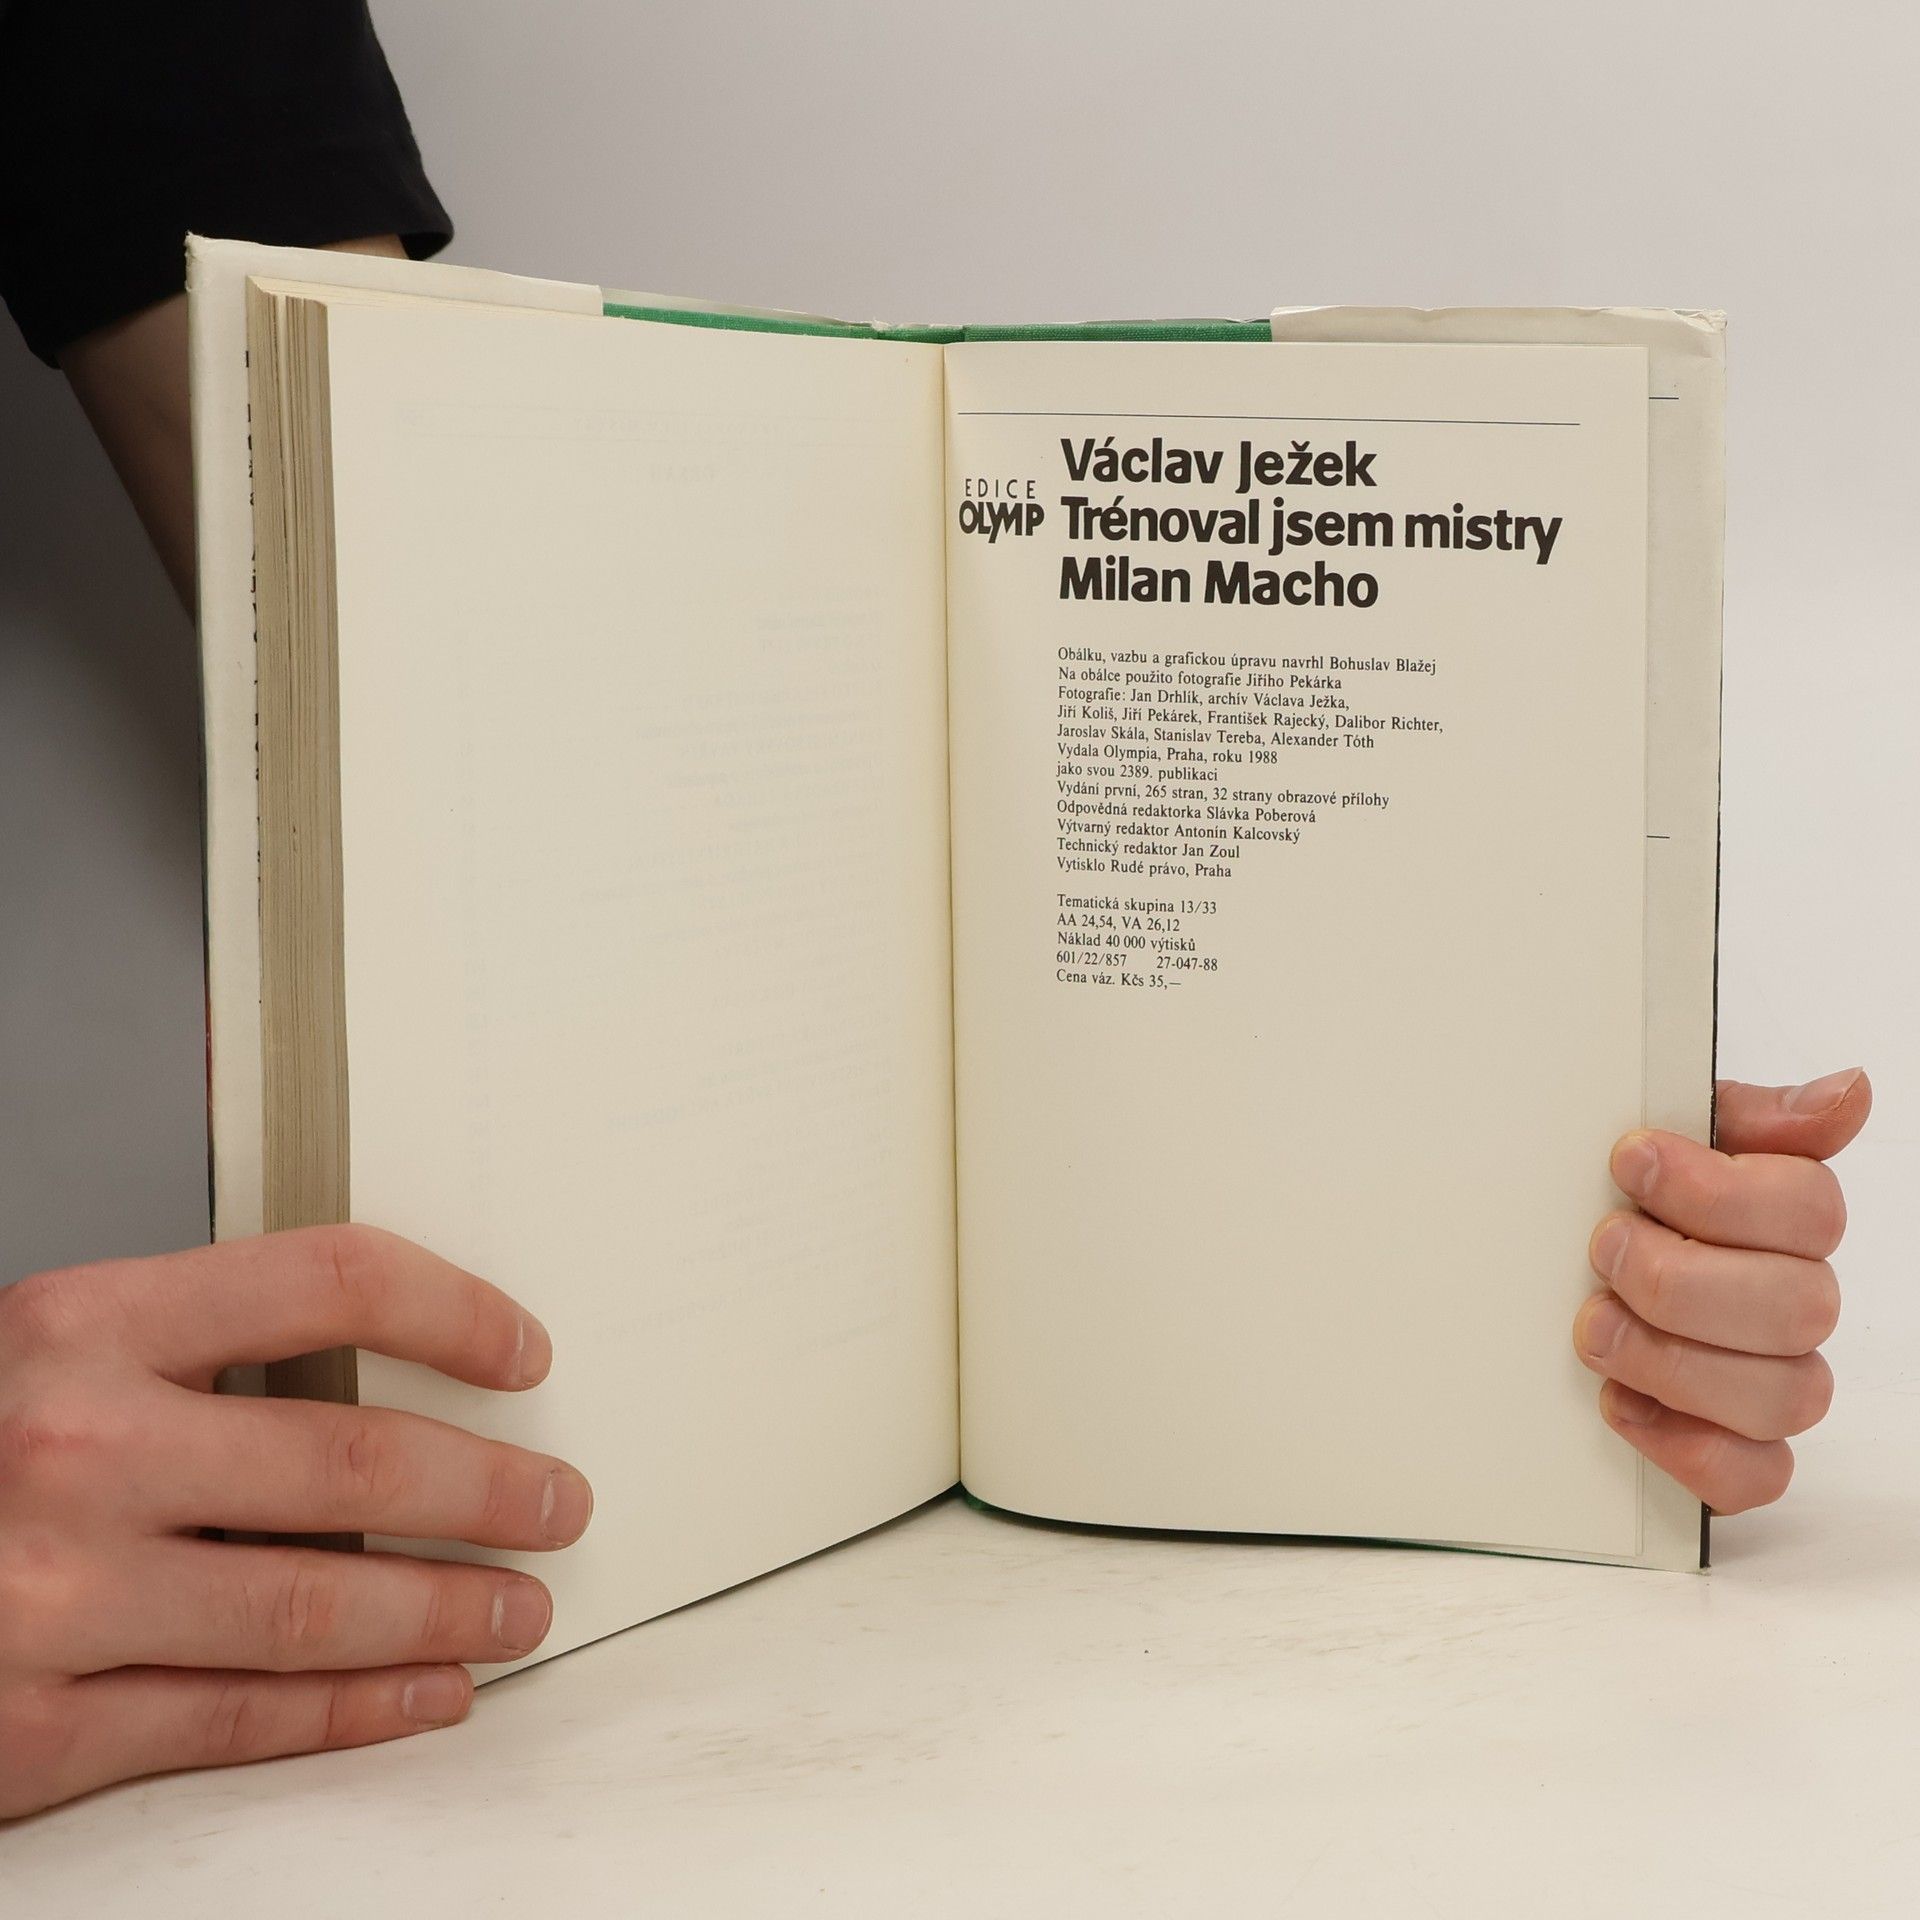 EDICE
OLYMP
Václav Ježek
Trénoval jsem mistry
Milan Macho
Obálku, vazbu a grafickou úpravu navrhl Bohuslav Blažej
Na obálce použito fotografie Jiřího Pekárka
Fotografie: Jan Drhlík, archív Václava Ježka,
Jiří Koliš, Jiří Pekárek, František Rajecký, Dalibor Richter,
Jaroslav Skála, Stanislav Tereba, Alexander Tóth
Vydala Olympia, Praha, roku 1988
jako svou 2389. publikaci
Vydání první, 265 stran, 32 strany obrazové přílohy
Odpovědná redaktorka Slávka Poberová
Výtvarný redaktor Antonín Kalcovský
Technický redaktor Jan Zoul
Vytisklo Rudé právo, Praha
Tematická skupina 13/33
AA 24,54, VA 26,12
Náklad 40 000 výtisků
601/22/857 27-047-88
Cena váz. Kčs 35,—